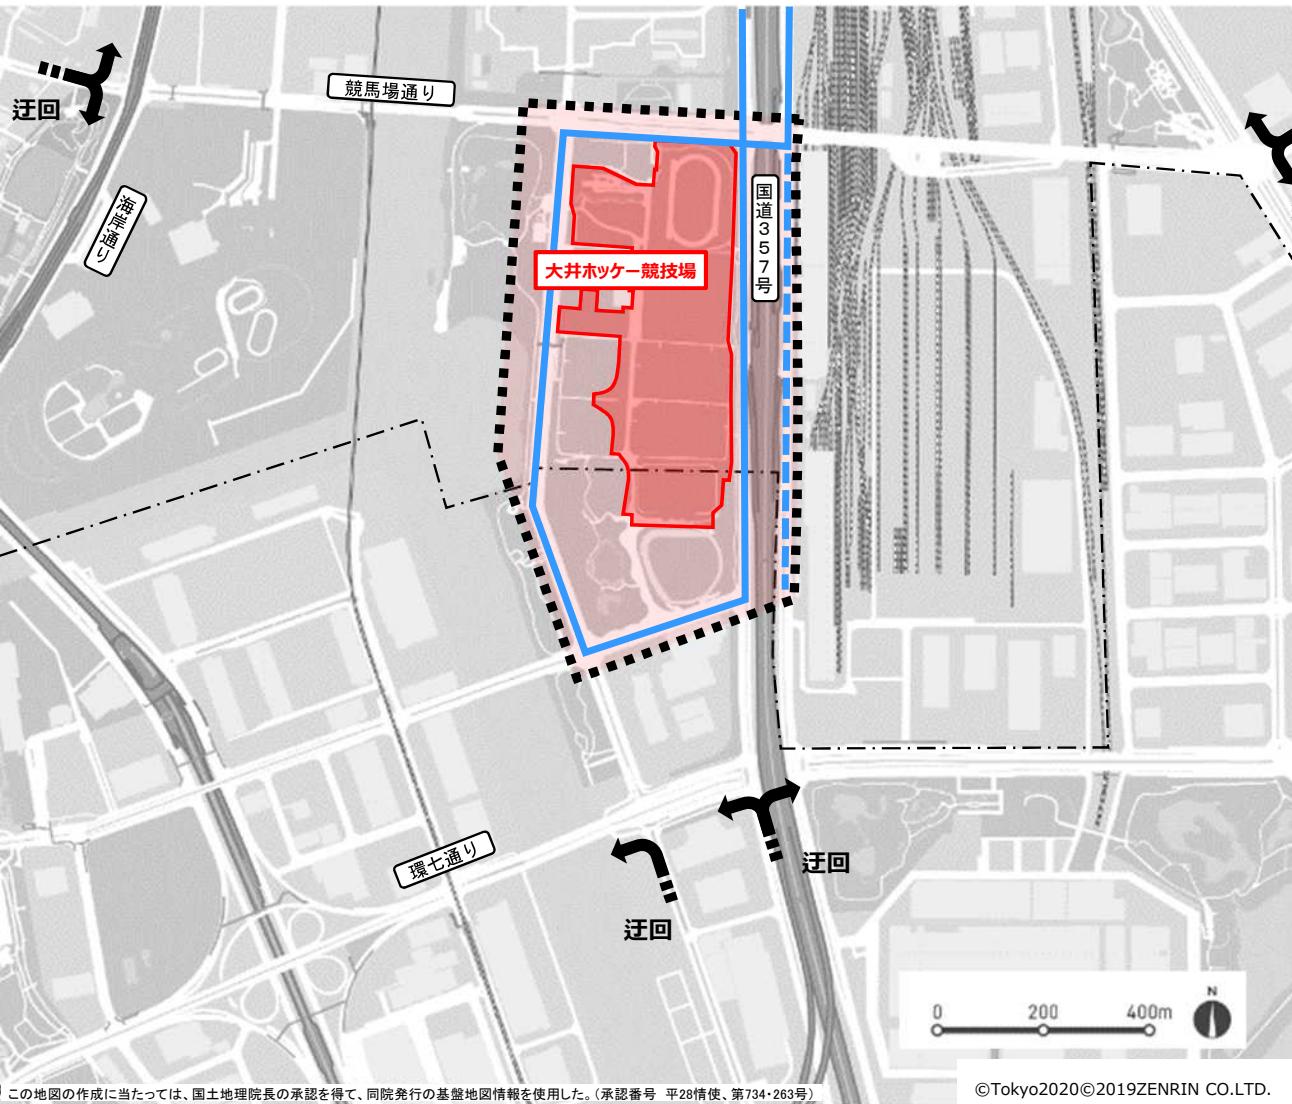 競馬場通り
迂回
海岸通り
国道357号
大井ホッケー競技場
環七通り
迂回
迂回
N
0 200 400m
この地図の作成に当たっては、国土地理院長の承認を得て、同院発行の基盤地図情報を使用した。(承認番号 平28情使、第734・263号)
©Tokyo2020©2019ZENRIN CO.LTD.